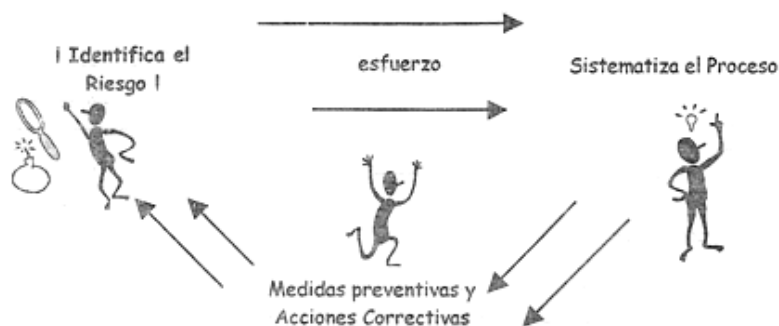 ¡ Identifica el
Riesgo !
esfuerzo
Sistematiza el Proceso
Medidas preventivas y
Acciones Correctivas